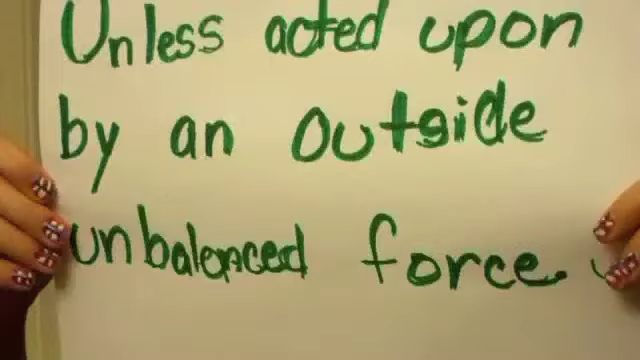 Unless acted upon
by an outside
unbalanced force.